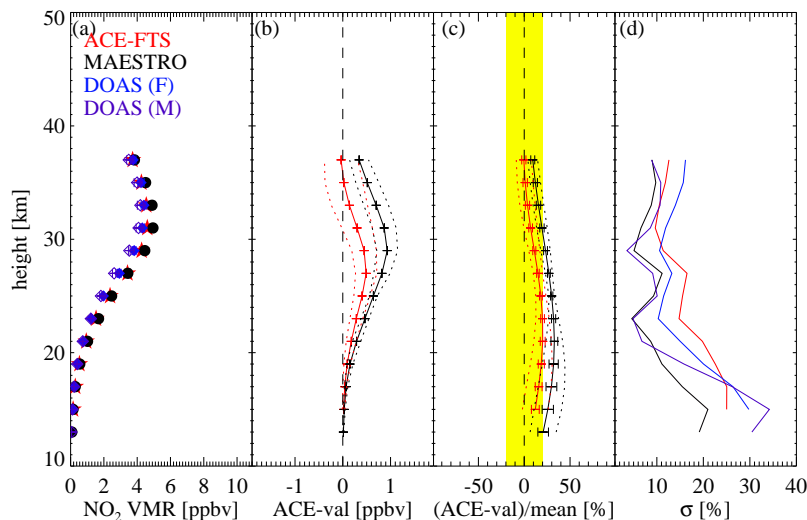 (a)
(b)
(c)
(d)
ACE-FTS
MAESTRO
DOAS (F)
DOAS (M)
50
40
30
20
10
height [km]
0 2 4 6 8 10
-1 0 1
-50 0 50
10 20 30 40
NO₂ VMR [ppbv]
ACE-val [ppbv]
(ACE-val)/mean [%]
σ [%]